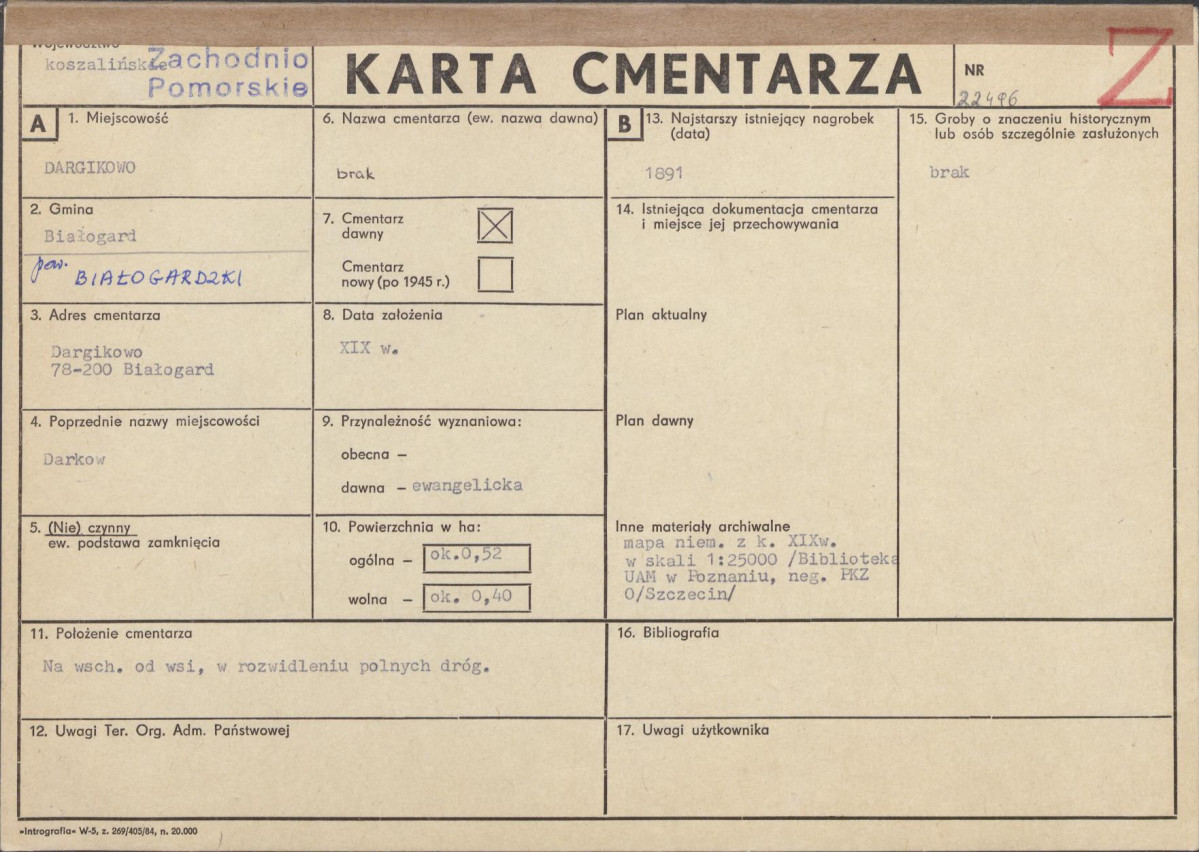 Województwo
koszalińskie
Zachodnio
Pomorskie
KARTA CMENTARZA
NR
22496
Z
A
1. Miejscowość
DARGIKOWO
2. Gmina
Białogard
pow.
BIAŁOGARDZKI
3. Adres cmentarza
Dargikowo
78-200 Białogard
4. Poprzednie nazwy miejscowości
Darkow
5. (Nie) czynny
ew. podstawa zamknięcia
6. Nazwa cmentarza (ew. nazwa dawna)
brak
7. Cmentarz
dawny
Cmentarz
nowy (po 1945 r.)
8. Data założenia
XIX w.
9. Przynależność wyznaniowa:
obecna –
dawna – ewangelicka
10. Powierzchnia w ha:
ogólna – ok.0,52
wolna – ok. 0,40
11. Położenie cmentarza
Na wsch. od wsi, w rozwidleniu polnych dróg.
12. Uwagi Ter. Org. Adm. Państwowej
B
13. Najstarszy istniejący nagrobek
(data)
1891
14. Istniejąca dokumentacja cmentarza
i miejsce jej przechowywania
Plan aktualny
Plan dawny
Inne materiały archiwalne
mapa niem. z k. XIXw.
w skali 1:25000 /Biblioteka
UAM w Poznaniu, neg. PKZ
O/Szczecin/
15. Groby o znaczeniu historycznym
lub osób szczególnie zasłużonych
brak
16. Bibliografia
17. Uwagi użytkownika
»Intrografia« W-5, z. 269/405/84, n. 20.000